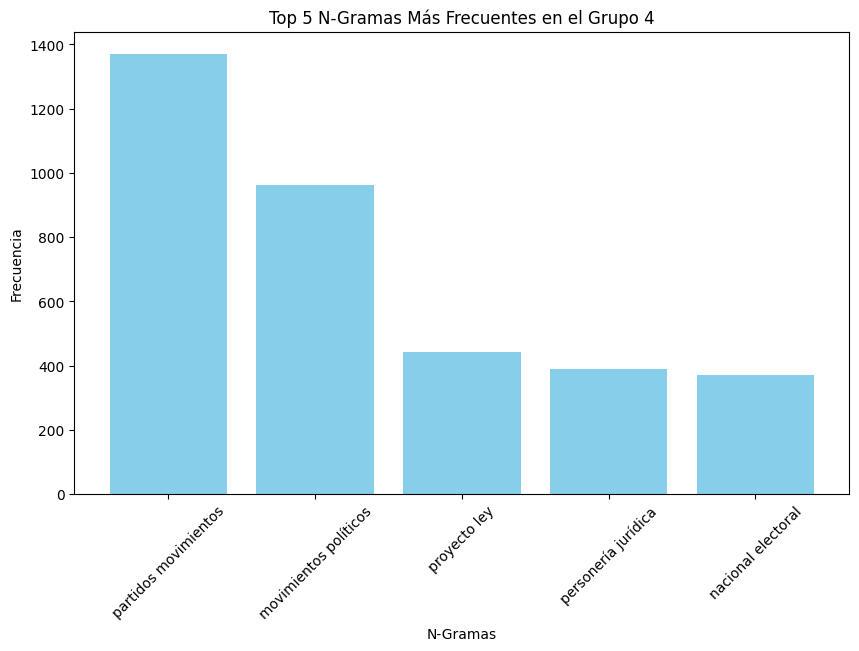 Top 5 N-Gramas Más Frecuentes en el Grupo 4
Frecuencia
1400
1200
1000
800
600
400
200
0
partidos movimientos
movimientos políticos
proyecto ley
personería jurídica
nacional electoral
N-Gramas